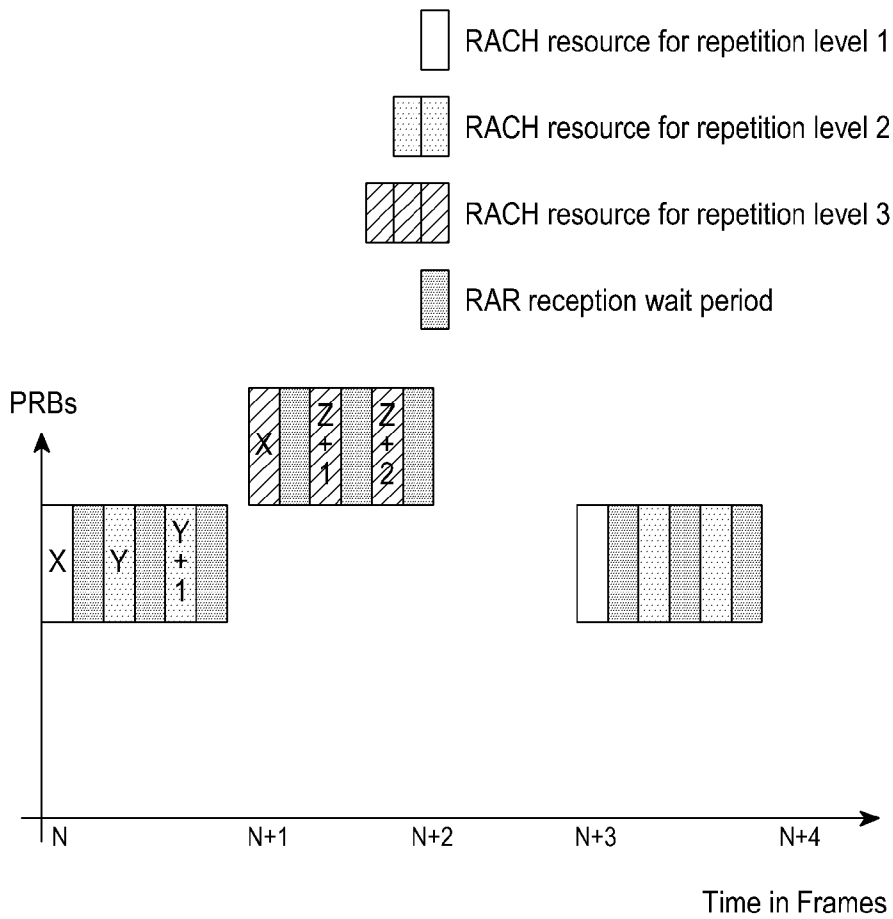 RACH resource for repetition level 1
RACH resource for repetition level 2
RACH resource for repetition level 3
RAR reception wait period
PRBs
X
Z
+
1
Z
+
2
X
Y
Y
+
1
N
N+1
N+2
N+3
N+4
Time in Frames